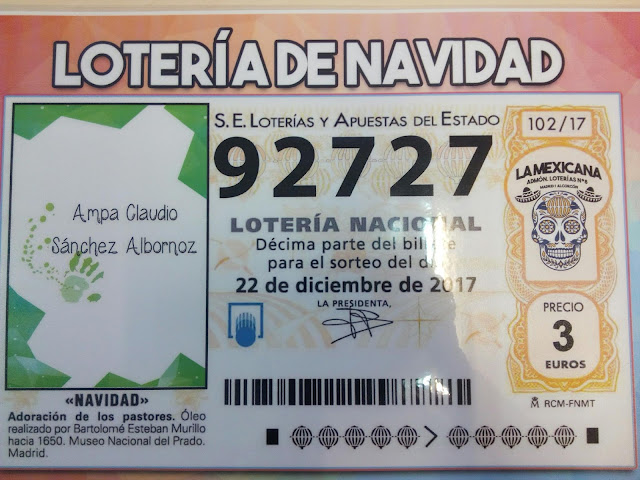 LOTERÍA DE NAVIDAD
S.E. LOTERÍAS Y APUESTAS DEL ESTADO
102/17
92727
LA MEXICANA
ADMÓN. LOTERÍAS Nº 8
MADRID / ALCORCÓN
Ampa Claudio
Sánchez Albornoz
LOTERÍA NACIONAL
Décima parte del billete
para el sorteo del día
22 de diciembre de 2017
LA PRESIDENTA,
PRECIO
3
EUROS
RCM-FNMT
«NAVIDAD»
Adoración de los pastores. Óleo
realizado por Bartolomé Esteban Murillo
hacia 1650. Museo Nacional del Prado.
Madrid.